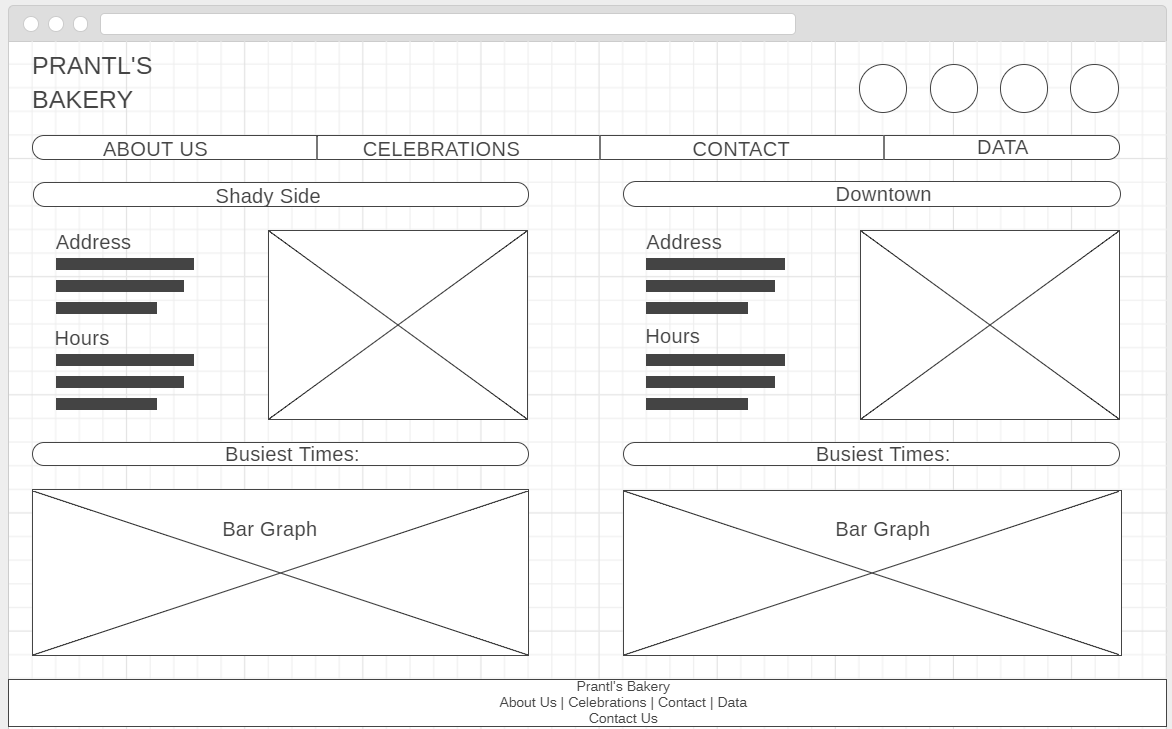 PRANTL'S
BAKERY
ABOUT US
CELEBRATIONS
CONTACT
DATA
Shady Side
Downtown
Address
Hours
Address
Hours
Busiest Times:
Busiest Times:
Bar Graph
Bar Graph
Prantl's Bakery
About Us | Celebrations | Contact | Data
Contact Us